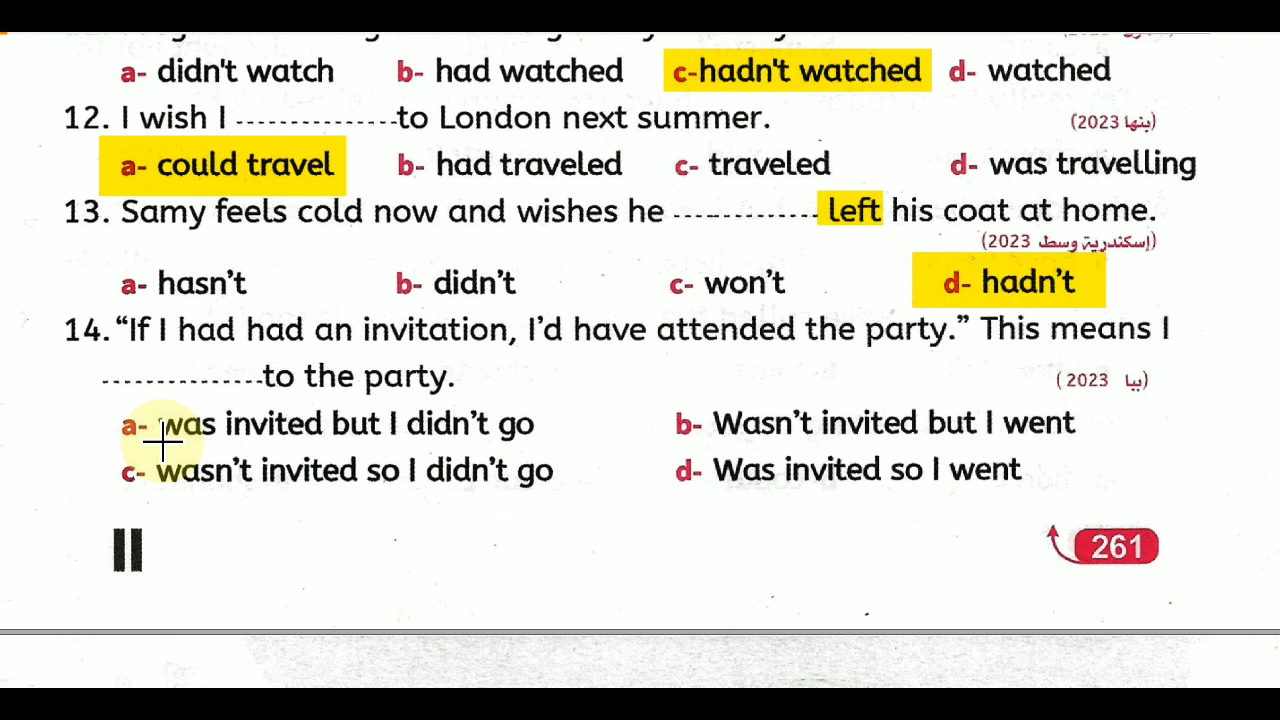 a- didn't watch b- had watched c-hadn't watched d- watched
12. I wish I ...............to London next summer. (بنها 2023)
a- could travel b- had traveled c- traveled d- was travelling
13. Samy feels cold now and wishes he ............... left his coat at home.
(إسكندرية وسط 2023)
a- hasn't b- didn't c- won't d- hadn't
14. “If I had had an invitation, I'd have attended the party.” This means I
...............to the party. (ببا 2023)
a- was invited but I didn't go b- Wasn't invited but I went
c- wasn't invited so I didn't go d- Was invited so I went
261